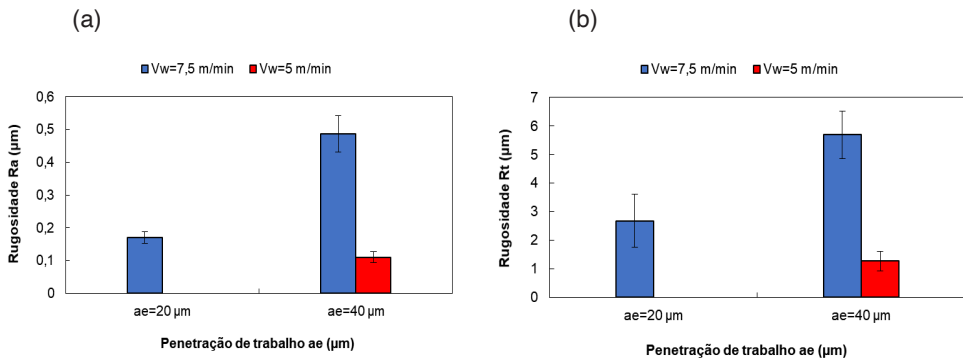 (a)
Vw=7,5 m/min Vw=5 m/min
Rugosidade Ra (µm)
0,6
0,5
0,4
0,3
0,2
0,1
0
ae=20 µm ae=40 µm
Penetração de trabalho ae (µm)
(b)
Vw=7,5 m/min Vw=5 m/min
Rugosidade Rt (µm)
7
6
5
4
3
2
1
0
ae=20 µm ae=40 µm
Penetração de trabalho ae (µm)